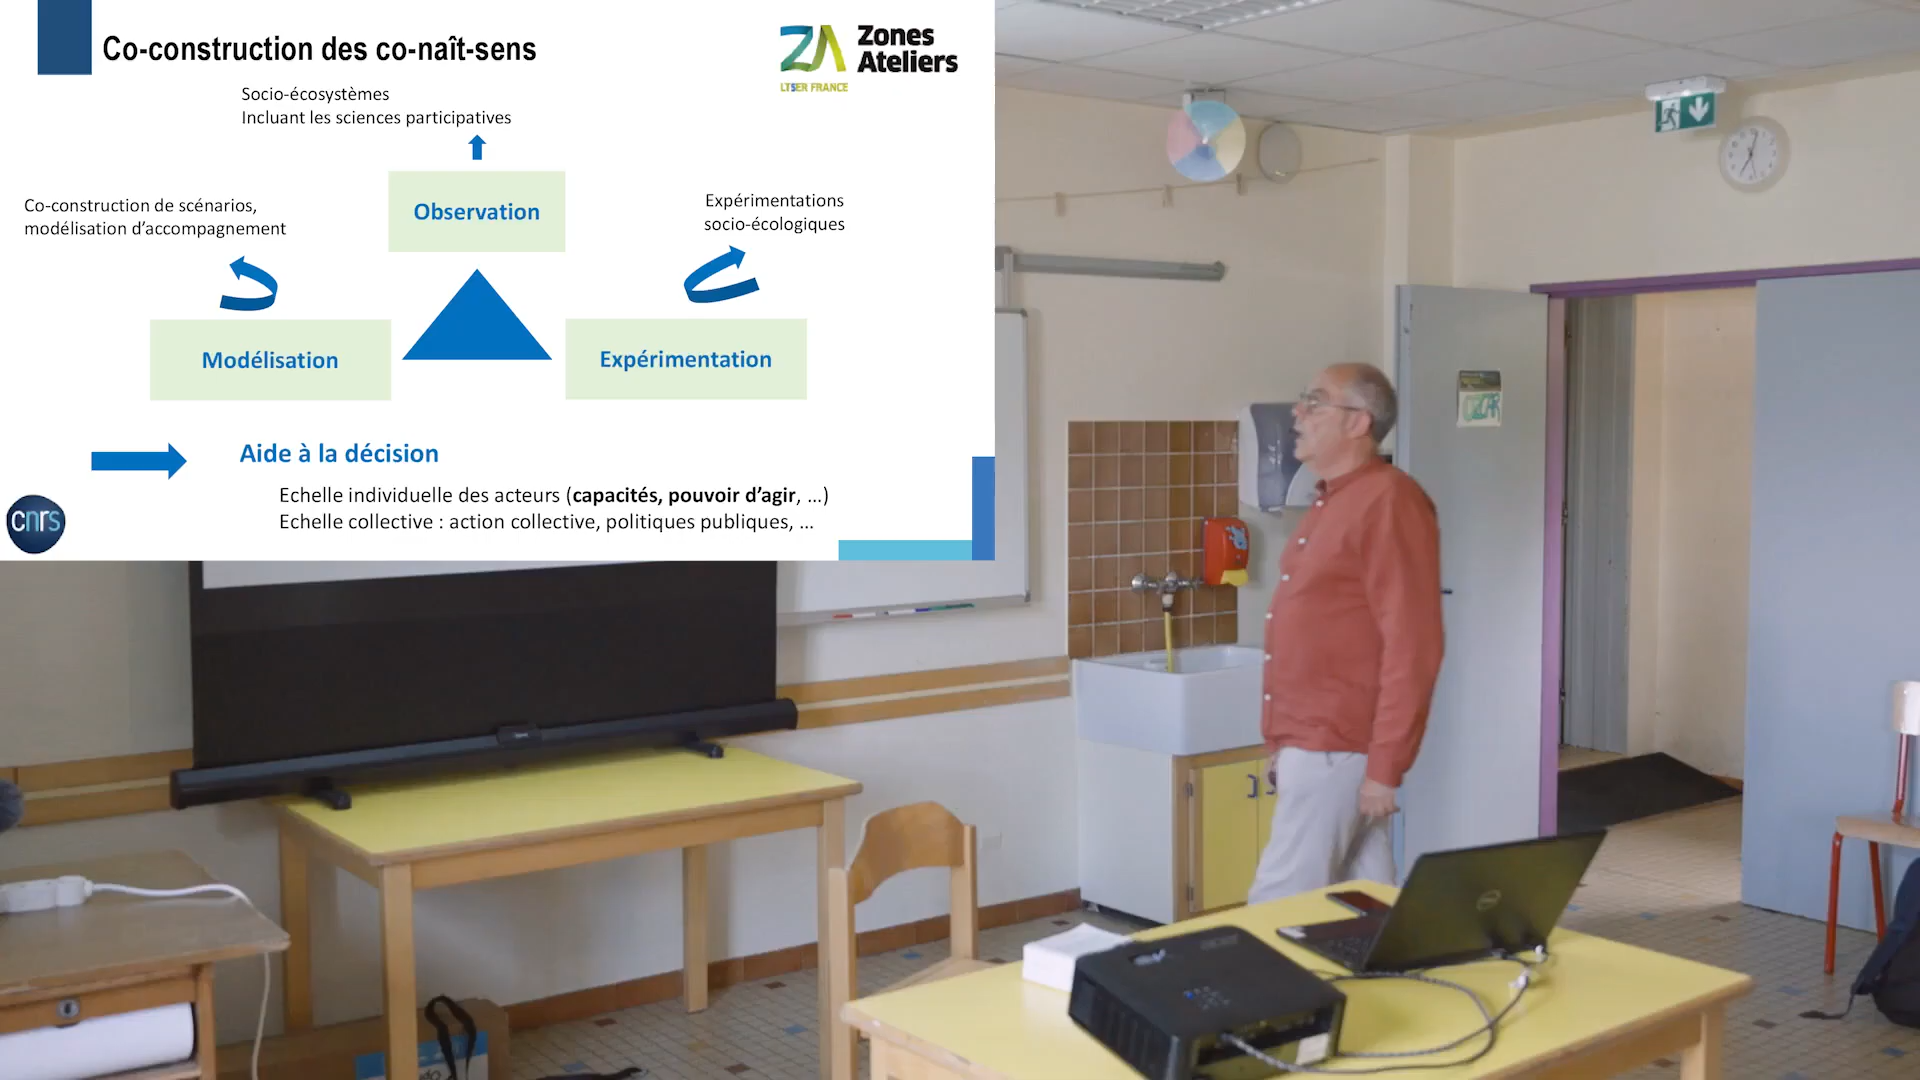 Co-construction des co-naît-sens
ZA Zones
Ateliers
LTSER FRANCE
Socio-écosystèmes
Incluant les sciences participatives
Observation
Co-construction de scénarios,
modélisation d’accompagnement
Expérimentations
socio-écologiques
Modélisation
Expérimentation
Aide à la décision
Echelle individuelle des acteurs (capacités, pouvoir d’agir, ...)
Echelle collective : action collective, politiques publiques, ...
cnrs
DELL